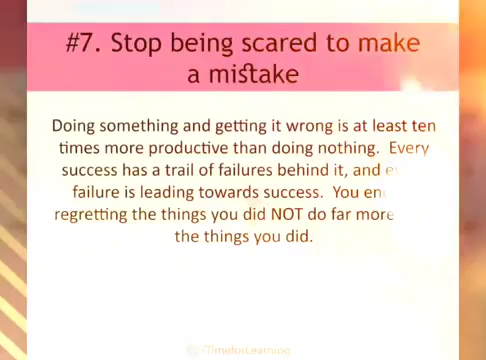 #7. Stop being scared to make
a mistake
Doing something and getting it wrong is at least ten
times more productive than doing nothing. Every
success has a trail of failures behind it, and
failure is leading towards success. You
regretting the things you did NOT do far more
the things you did.
TimeforLearning